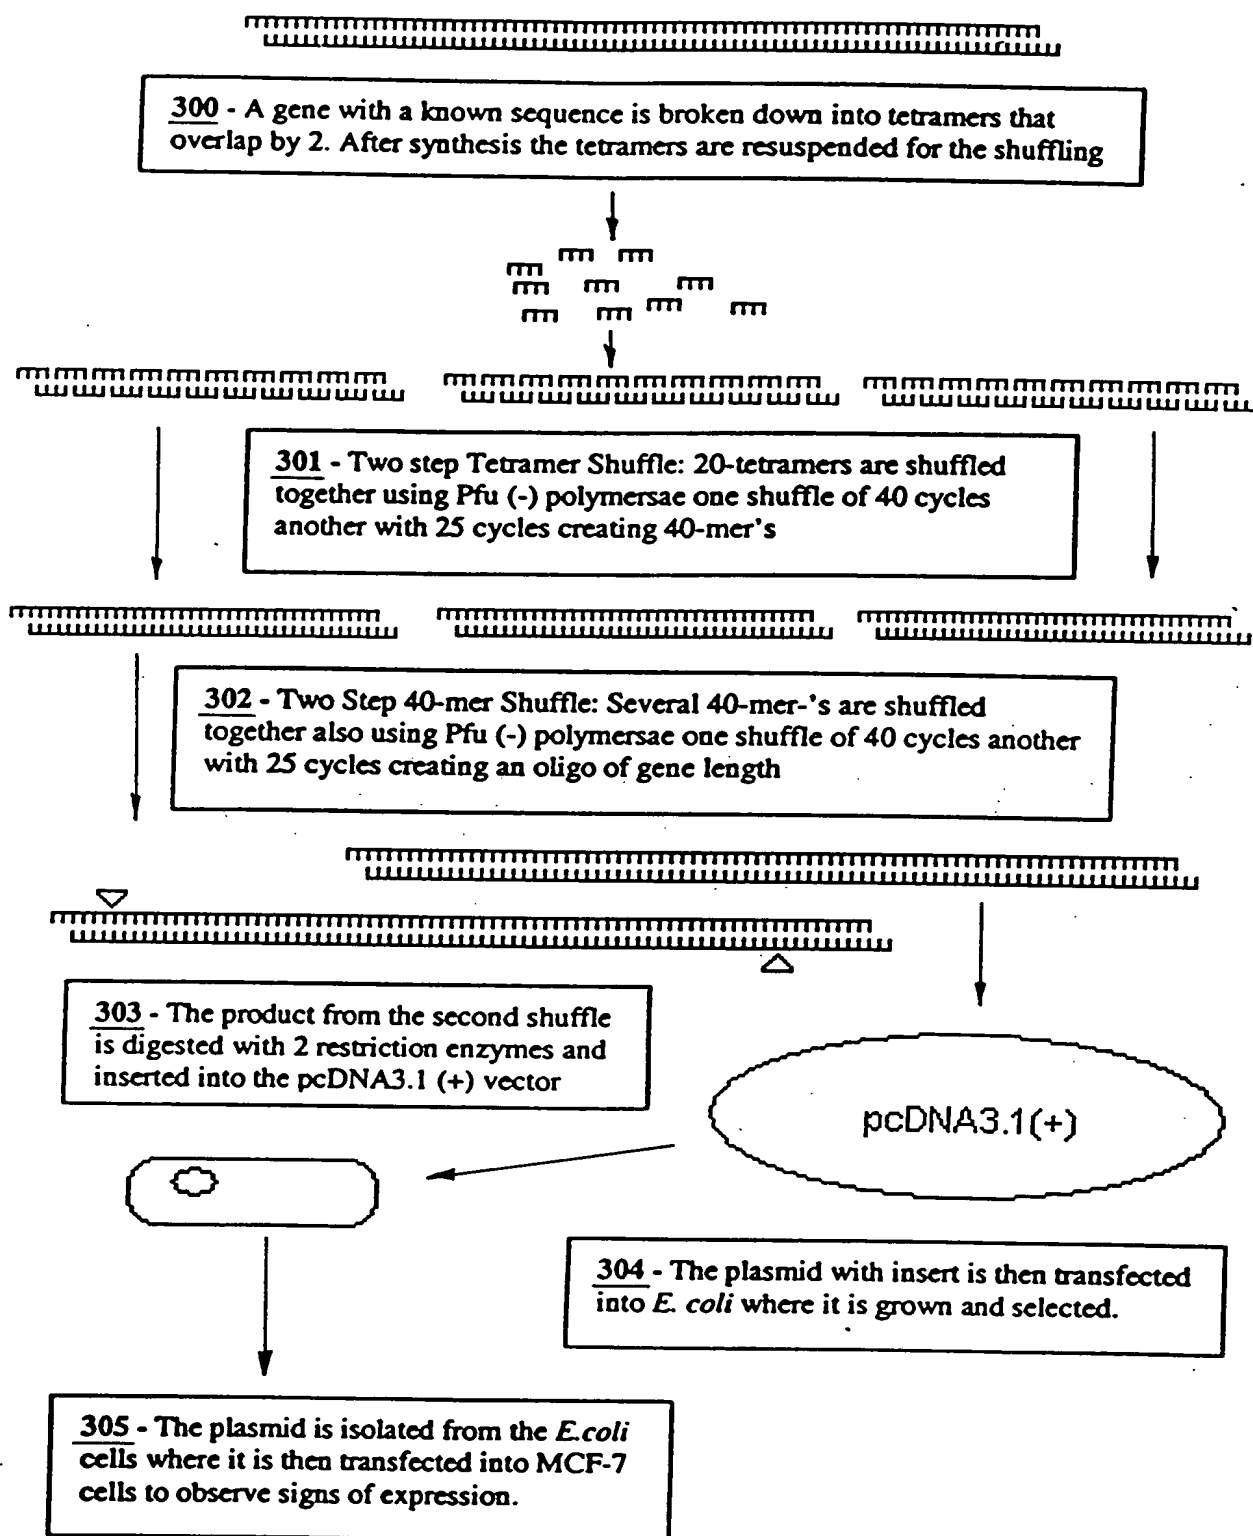 300 - A gene with a known sequence is broken down into tetramers that
overlap by 2. After synthesis the tetramers are resuspended for the shuffling
301 - Two step Tetramer Shuffle: 20-tetramers are shuffled
together using Pfu (-) polymersae one shuffle of 40 cycles
another with 25 cycles creating 40-mer's
302 - Two Step 40-mer Shuffle: Several 40-mer-'s are shuffled
together also using Pfu (-) polymersae one shuffle of 40 cycles another
with 25 cycles creating an oligo of gene length
303 - The product from the second shuffle
is digested with 2 restriction enzymes and
inserted into the pcDNA3.1 (+) vector
pcDNA3.1(+)
304 - The plasmid with insert is then transfected
into E. coli where it is grown and selected.
305 - The plasmid is isolated from the E.coli
cells where it is then transfected into MCF-7
cells to observe signs of expression.